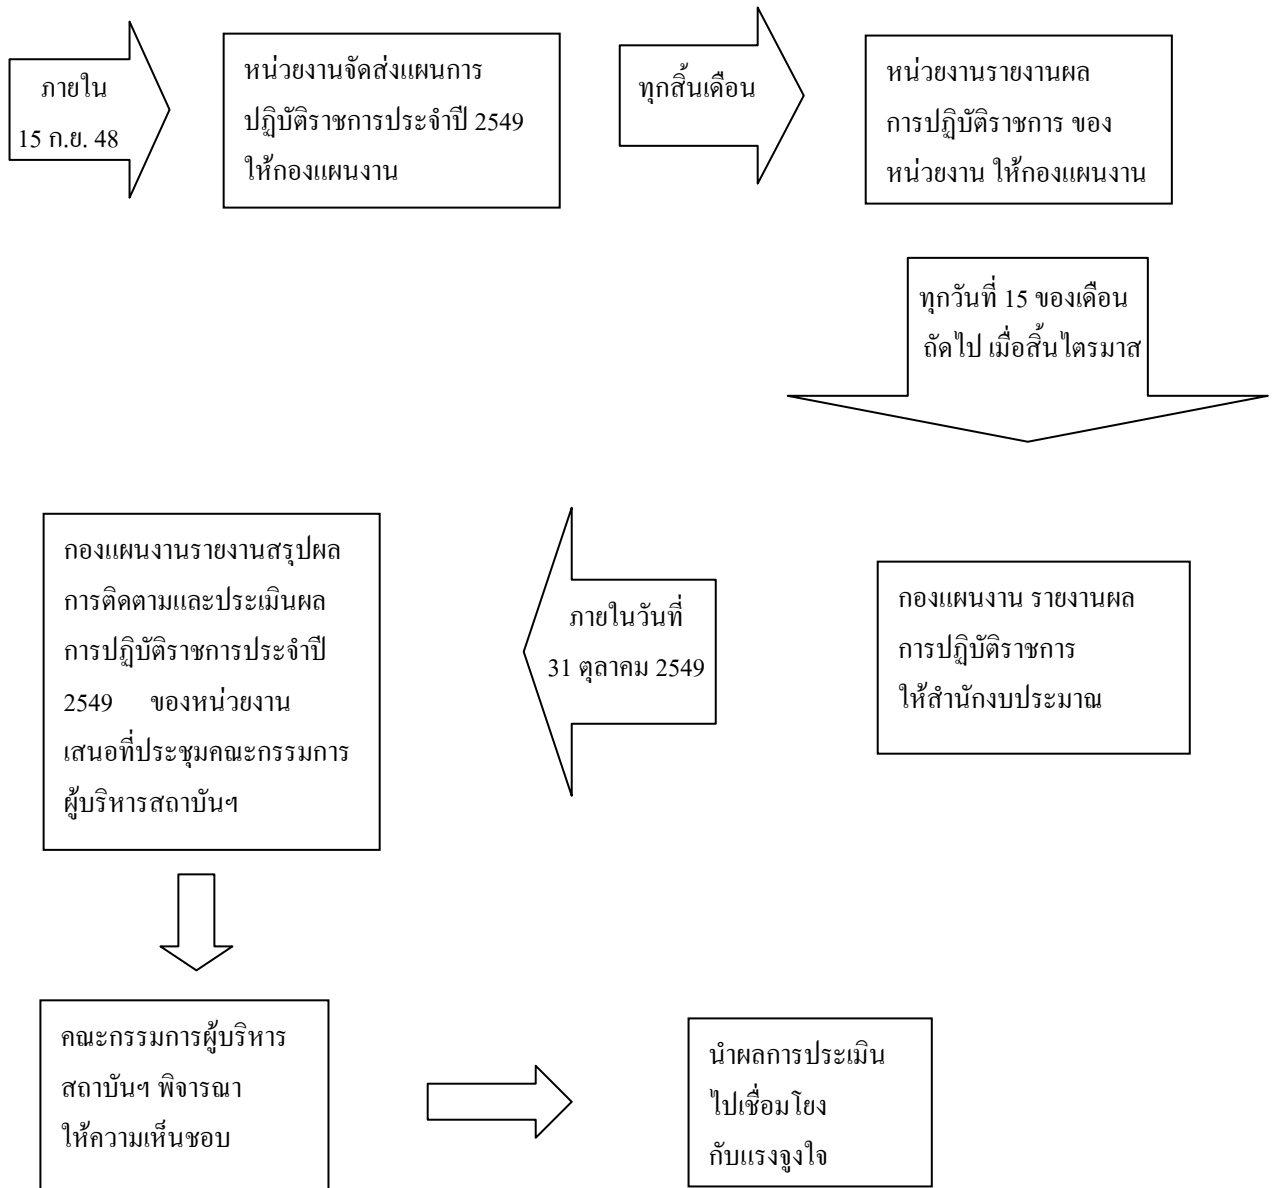 ภายใน
15 ก.ย. 48
หน่วยงานจัดส่งแผนการ
ปฏิบัติราชการประจำปี 2549
ให้กองแผนงาน
ทุกสิ้นเดือน
หน่วยงานรายงานผล
การปฏิบัติราชการ ของ
หน่วยงาน ให้กองแผนงาน
ทุกวันที่ 15 ของเดือน
ถัดไป เมื่อสิ้นไตรมาส
กองแผนงาน รายงานผล
การปฏิบัติราชการ
ให้สำนักงบประมาณ
ภายในวันที่
31 ตุลาคม 2549
กองแผนงานรายงานสรุปผล
การติดตามและประเมินผล
การปฏิบัติราชการประจำปี
2549 ของหน่วยงาน
เสนอที่ประชุมคณะกรรมการ
ผู้บริหารสถาบันฯ
คณะกรรมการผู้บริหาร
สถาบันฯ พิจารณา
ให้ความเห็นชอบ
นำผลการประเมิน
ไปเชื่อมโยง
กับแรงจูงใจ